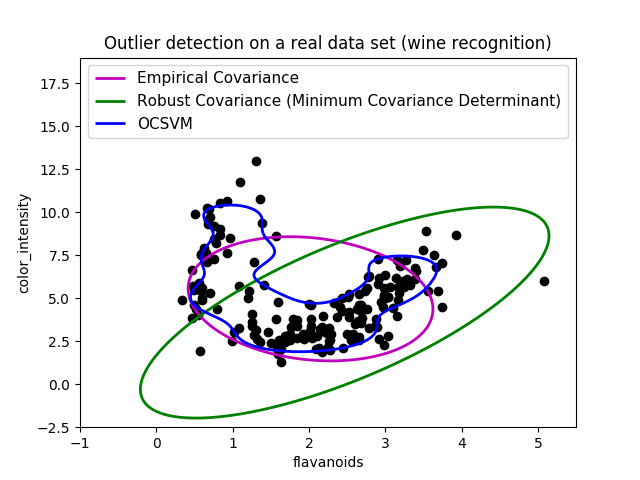 Outlier detection on a real data set (wine recognition)
Empirical Covariance
Robust Covariance (Minimum Covariance Determinant)
OCSVM
17.5
15.0
12.5
10.0
7.5
5.0
2.5
0.0
−2.5
color_intensity
−1 0 1 2 3 4 5
flavanoids